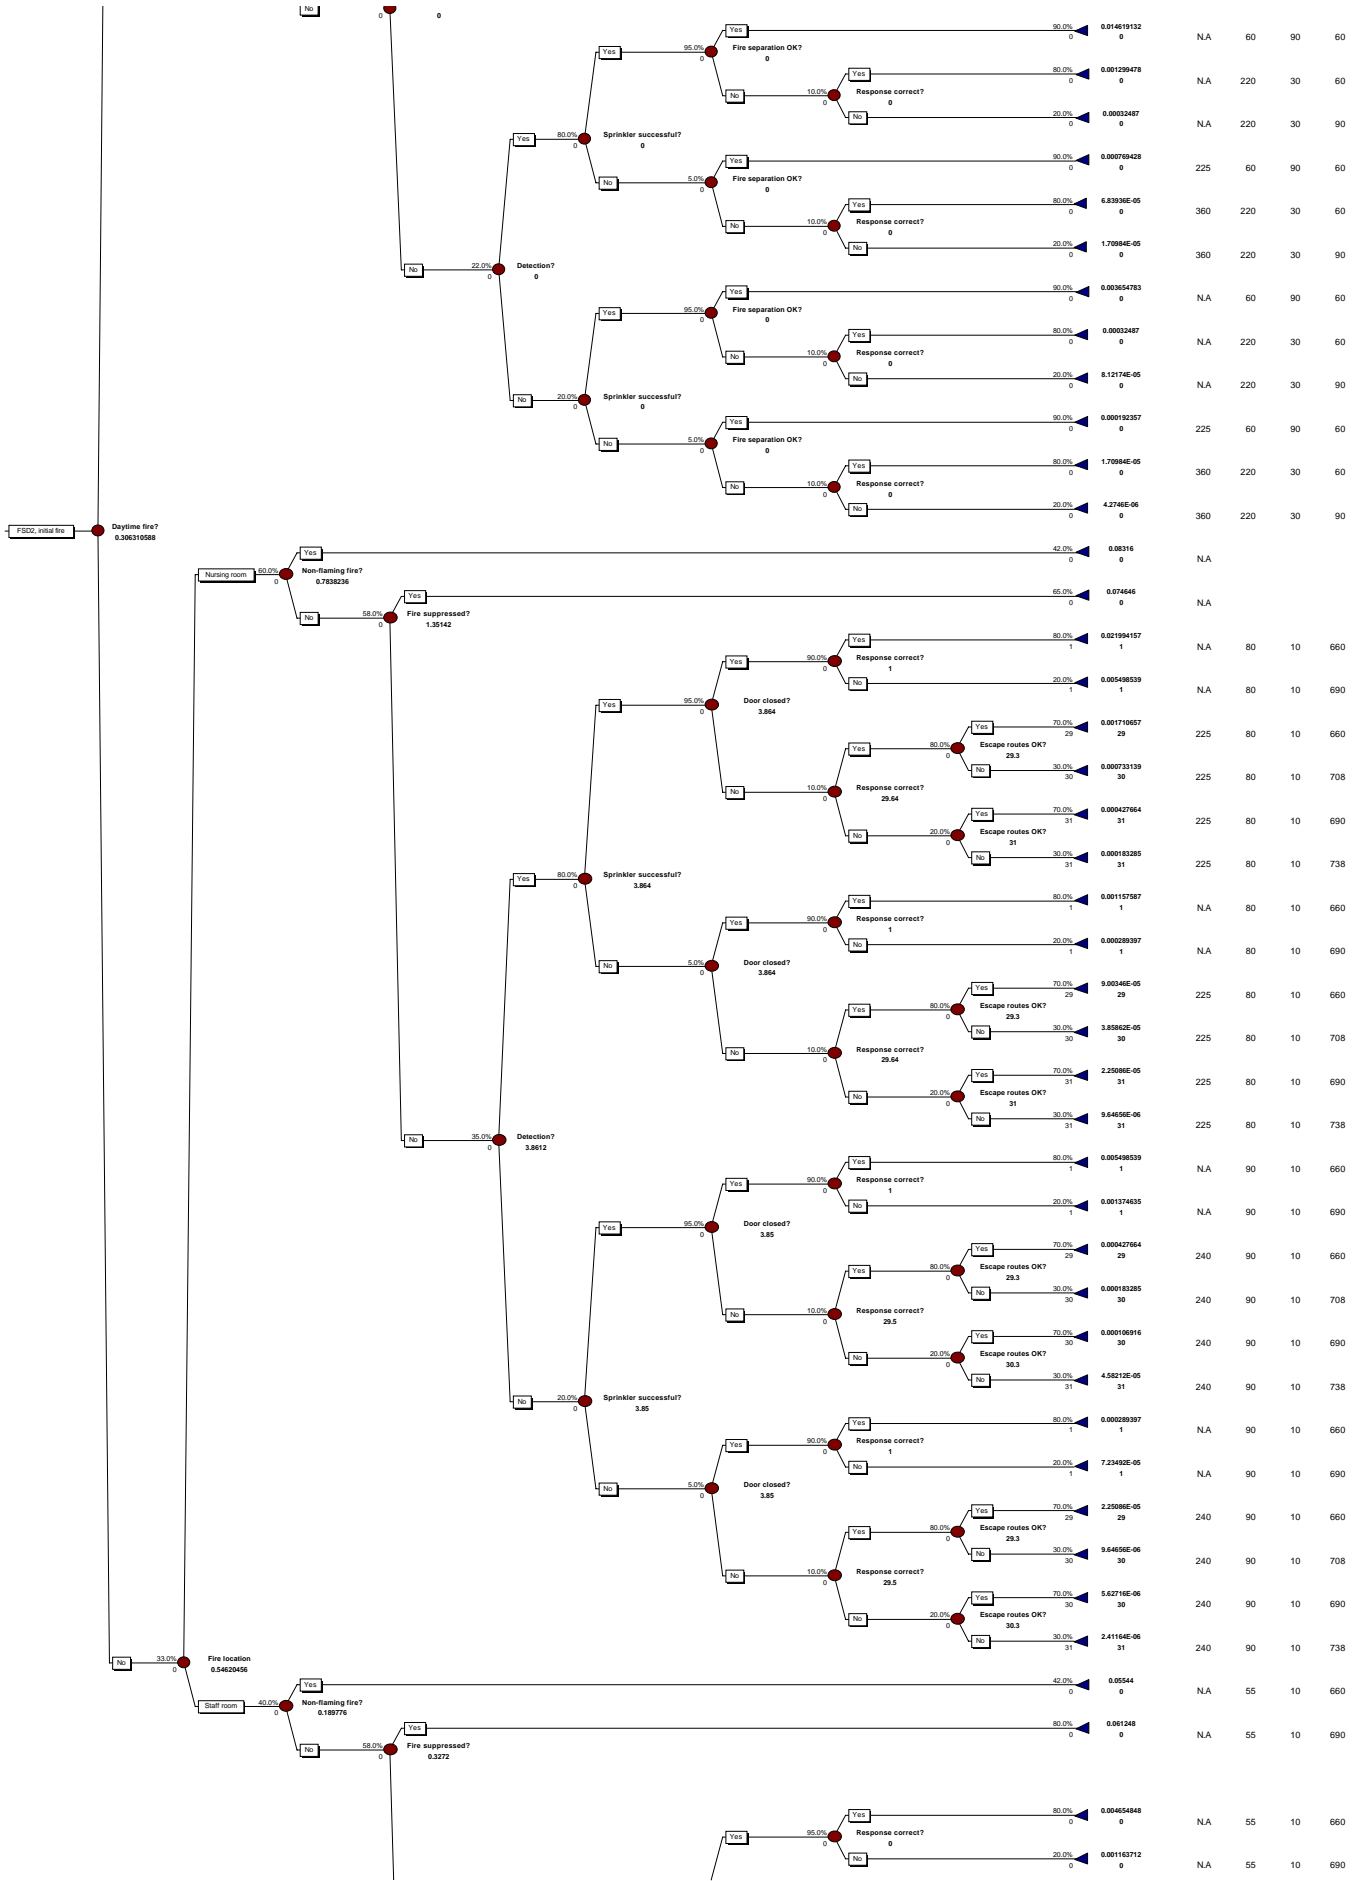 No
0 0
Yes 90.0% 0.014619132
0 0 N.A 60 90 60
Yes 95.0% Fire separation OK?
0 0
Yes 80.0% 0.001299478
0 0 N.A 220 30 60
No 10.0% Response correct?
0 0
No 20.0% 0.00032487
0 0 N.A 220 30 90
Yes 80.0% Sprinkler successful?
0 0
Yes 90.0% 0.000769428
0 0 225 60 90 60
No 5.0% Fire separation OK?
0 0
Yes 80.0% 6.83936E-05
0 0 360 220 30 60
No 10.0% Response correct?
0 0
No 20.0% 1.70984E-05
0 0 360 220 30 90
No 22.0% Detection?
0 0
Yes 90.0% 0.003654783
0 0 N.A 60 90 60
Yes 95.0% Fire separation OK?
0 0
Yes 80.0% 0.00032487
0 0 N.A 220 30 60
No 10.0% Response correct?
0 0
No 20.0% 8.12174E-05
0 0 N.A 220 30 90
No 20.0% Sprinkler successful?
0 0
Yes 90.0% 0.000192357
0 0 225 60 90 60
No 5.0% Fire separation OK?
0 0
Yes 80.0% 1.70984E-05
0 0 360 220 30 60
No 10.0% Response correct?
0 0
No 20.0% 4.2746E-06
0 0 360 220 30 90
FSD2, initial fire Daytime fire?
0.306310588
Yes 42.0% 0.08316
0 0 N.A
Nursing room 60.0% Non-flaming fire?
0 0.7838236
Yes 65.0% 0.074646
0 0 N.A
No 58.0% Fire suppressed?
0 1.35142
Yes 80.0% 0.021994157
1 1 N.A 80 10 660
Yes 90.0% Response correct?
0 1
No 20.0% 0.005498539
1 1 N.A 80 10 690
Yes 95.0% Door closed?
0 3.864
Yes 70.0% 0.001710657
29 29 225 80 10 660
Yes 80.0% Escape routes OK?
0 29.3
No 30.0% 0.000733139
30 30 225 80 10 708
No 10.0% Response correct?
0 29.64
Yes 70.0% 0.000427664
31 31 225 80 10 690
No 20.0% Escape routes OK?
0 31
No 30.0% 0.000183285
31 31 225 80 10 738
Yes 80.0% Sprinkler successful?
0 3.864
Yes 80.0% 0.001157587
1 1 N.A 80 10 660
Yes 90.0% Response correct?
0 1
No 20.0% 0.000289397
1 1 N.A 80 10 690
No 5.0% Door closed?
0 3.864
Yes 70.0% 9.00346E-05
29 29 225 80 10 660
Yes 80.0% Escape routes OK?
0 29.3
No 30.0% 3.85862E-05
30 30 225 80 10 708
No 10.0% Response correct?
0 29.64
Yes 70.0% 2.25086E-05
31 31 225 80 10 690
No 20.0% Escape routes OK?
0 31
No 30.0% 9.64656E-06
31 31 225 80 10 738
No 35.0% Detection?
0 3.8612
Yes 80.0% 0.005498539
1 1 N.A 90 10 660
Yes 90.0% Response correct?
0 1
No 20.0% 0.001374635
1 1 N.A 90 10 690
Yes 95.0% Door closed?
0 3.85
Yes 70.0% 0.000427664
29 29 240 90 10 660
Yes 80.0% Escape routes OK?
0 29.3
No 30.0% 0.000183285
30 30 240 90 10 708
No 10.0% Response correct?
0 29.5
Yes 70.0% 0.000106916
30 30 240 90 10 690
No 20.0% Escape routes OK?
0 30.3
No 30.0% 4.58212E-05
31 31 240 90 10 738
No 20.0% Sprinkler successful?
0 3.85
Yes 80.0% 0.000289397
1 1 N.A 90 10 660
Yes 90.0% Response correct?
0 1
No 20.0% 7.23492E-05
1 1 N.A 90 10 690
No 5.0% Door closed?
0 3.85
Yes 70.0% 2.25086E-05
29 29 240 90 10 660
Yes 80.0% Escape routes OK?
0 29.3
No 30.0% 9.64656E-06
30 30 240 90 10 708
No 10.0% Response correct?
0 29.5
Yes 70.0% 5.62716E-06
30 30 240 90 10 690
No 20.0% Escape routes OK?
0 30.3
No 30.0% 2.41164E-06
31 31 240 90 10 738
No 33.0% Fire location
0 0.54620456
Yes 42.0% 0.05544
0 0 N.A 55 10 660
Staff room 40.0% Non-flaming fire?
0 0.189776
Yes 80.0% 0.061248
0 0 N.A 55 10 690
No 58.0% Fire suppressed?
0 0.3272
Yes 80.0% 0.004654848
0 0 N.A 55 10 660
Yes 95.0% Response correct?
0 0
No 20.0% 0.001163712
0 0 N.A 55 10 690